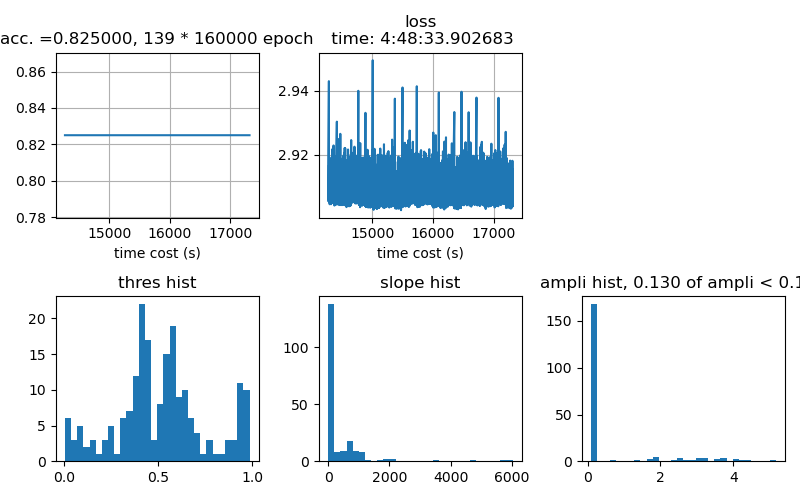 acc. =0.825000, 139 * 160000 epoch
loss
time: 4:48:33.902683
0.86
0.84
0.82
0.80
0.78
15000 16000 17000
time cost (s)
2.94
2.92
15000 16000 17000
time cost (s)
thres hist
20
15
10
5
0
0.0 0.5 1.0
slope hist
100
50
0
0 2000 4000 6000
ampli hist, 0.130 of ampli < 0.1
150
100
50
0
0 2 4